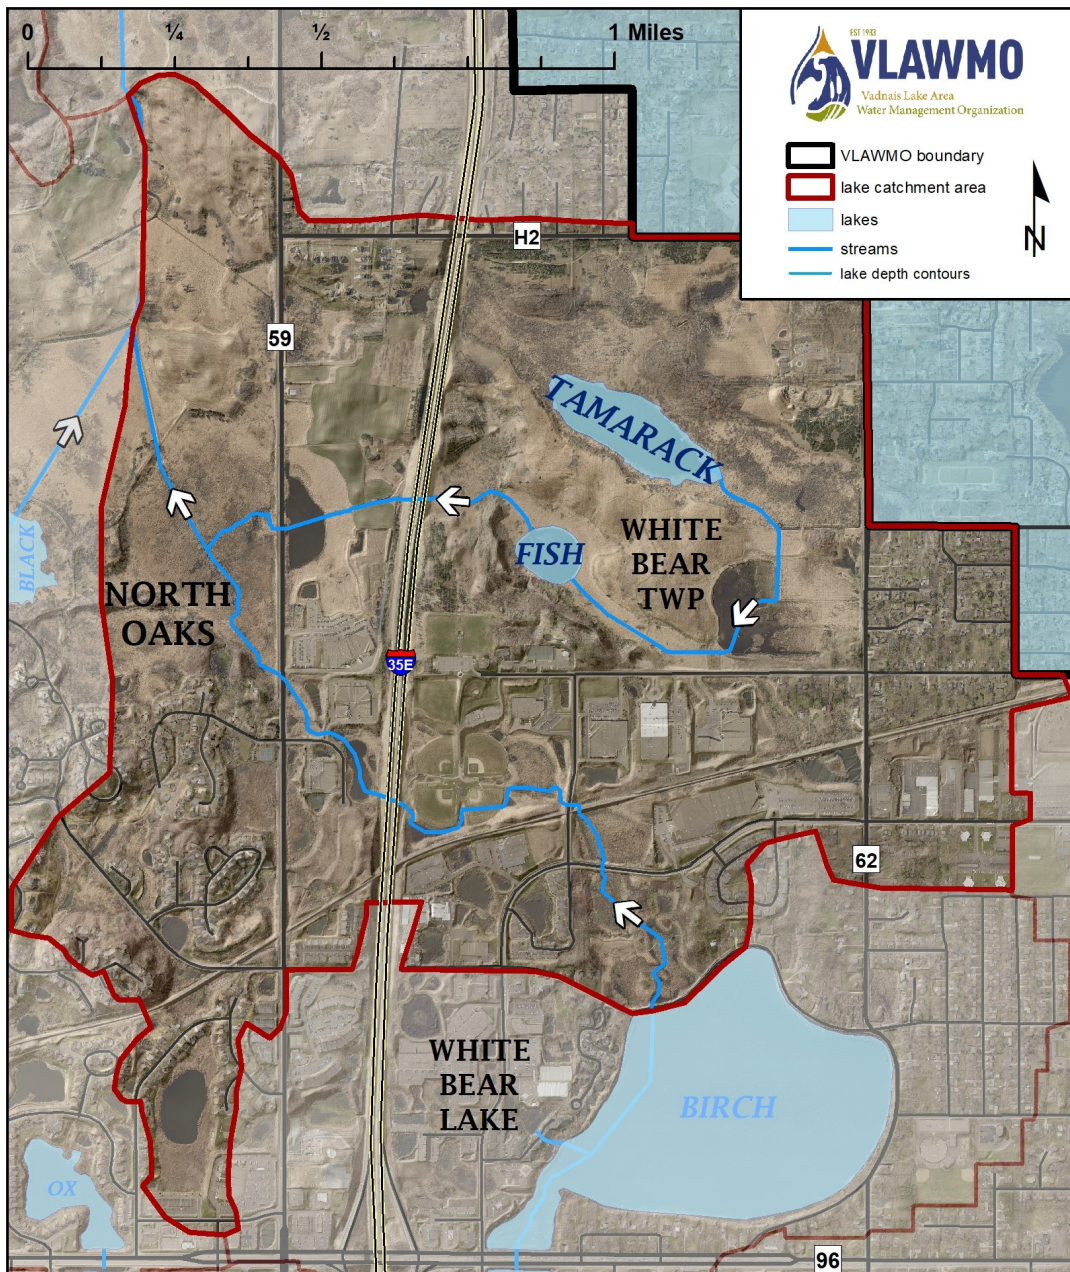 0 ¼ ½ 1 Miles
EST 1983
VLAWMO
Vadnais Lake Area
Water Management Organization
VLAWMO boundary
lake catchment area
lakes
streams
lake depth contours
N
H2
59
TAMARACK
BLACK
FISH
WHITE
BEAR
TWP
NORTH
OAKS
35E
62
WHITE
BEAR
LAKE
BIRCH
OX
96